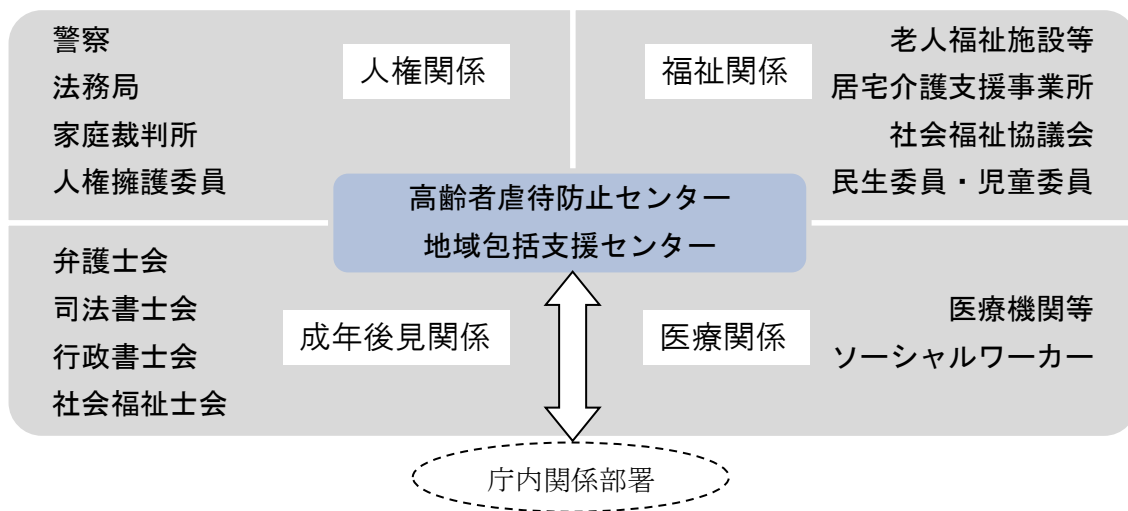 警察
法務局
家庭裁判所
人権擁護委員
人権関係
福祉関係
老人福祉施設等
居宅介護支援事業所
社会福祉協議会
民生委員・児童委員
高齢者虐待防止センター
地域包括支援センター
弁護士会
司法書士会
行政書士会
社会福祉士会
成年後見関係
医療関係
医療機関等
ソーシャルワーカー
庁内関係部署